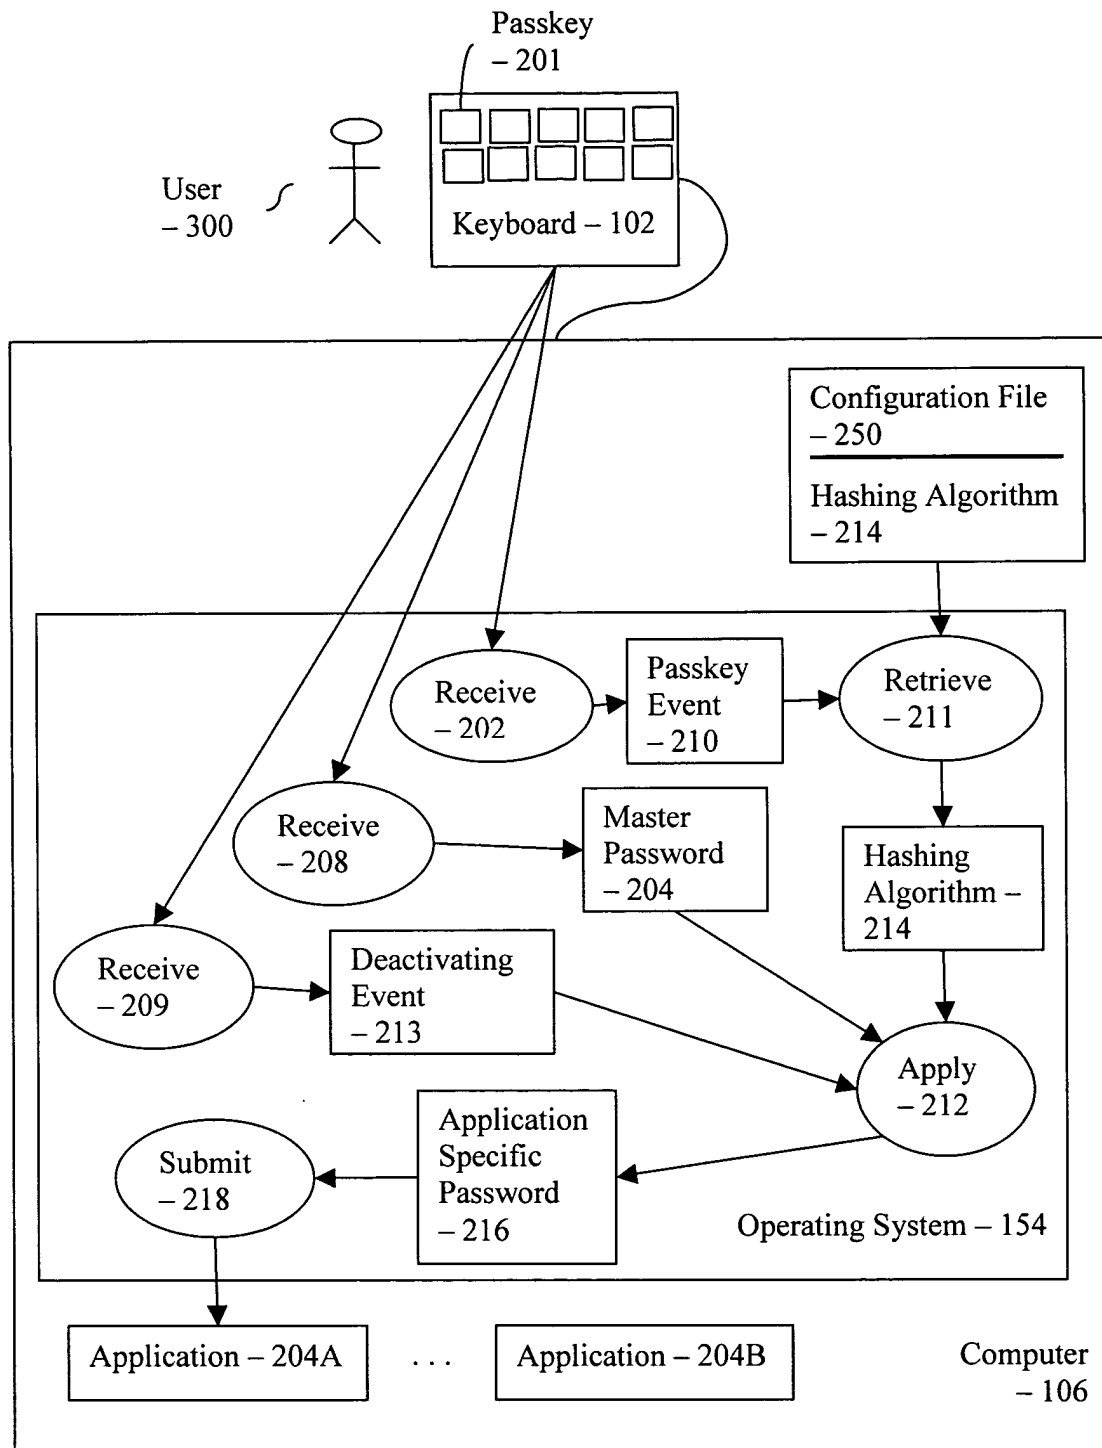 Passkey
– 201
User
– 300
Keyboard – 102
Configuration File
– 250
Hashing Algorithm
– 214
Receive
– 202
Passkey
Event
– 210
Retrieve
– 211
Receive
– 208
Master
Password
– 204
Hashing
Algorithm –
214
Receive
– 209
Deactivating
Event
– 213
Apply
– 212
Submit
– 218
Application
Specific
Password
– 216
Operating System – 154
Application – 204A
. . .
Application – 204B
Computer
– 106